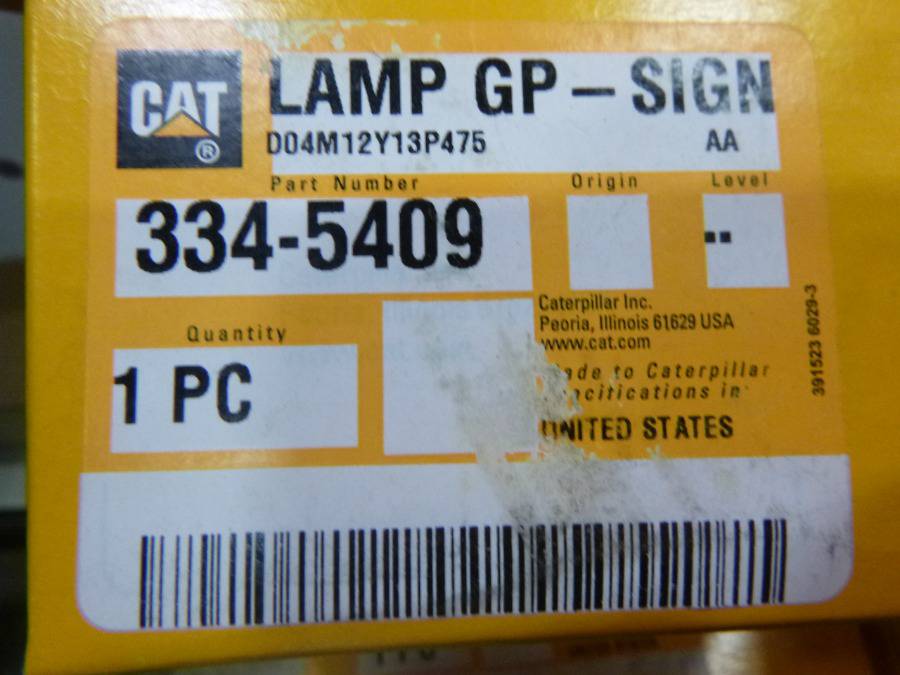 CAT
®
LAMP GP – SIGN
D04M12Y13P475 AA
Part Number Origin Level
334-5409 --
Caterpillar Inc.
Peoria, Illinois 61629 USA
www.cat.com
Quantity
1 PC
to Caterpillar
in
UNITED STATES
391523 6029-3